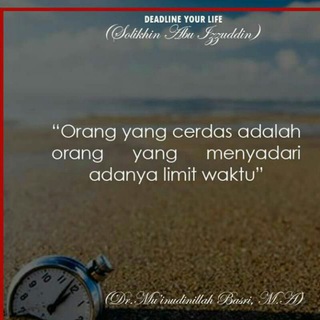 DEADLINE YOUR LIFE
(Solikhin Abu Izzuddin)
“Orang yang cerdas adalah
orang yang menyadari
adanya limit waktu”
(Dr.Mu'inudinillah Basri, M.A)